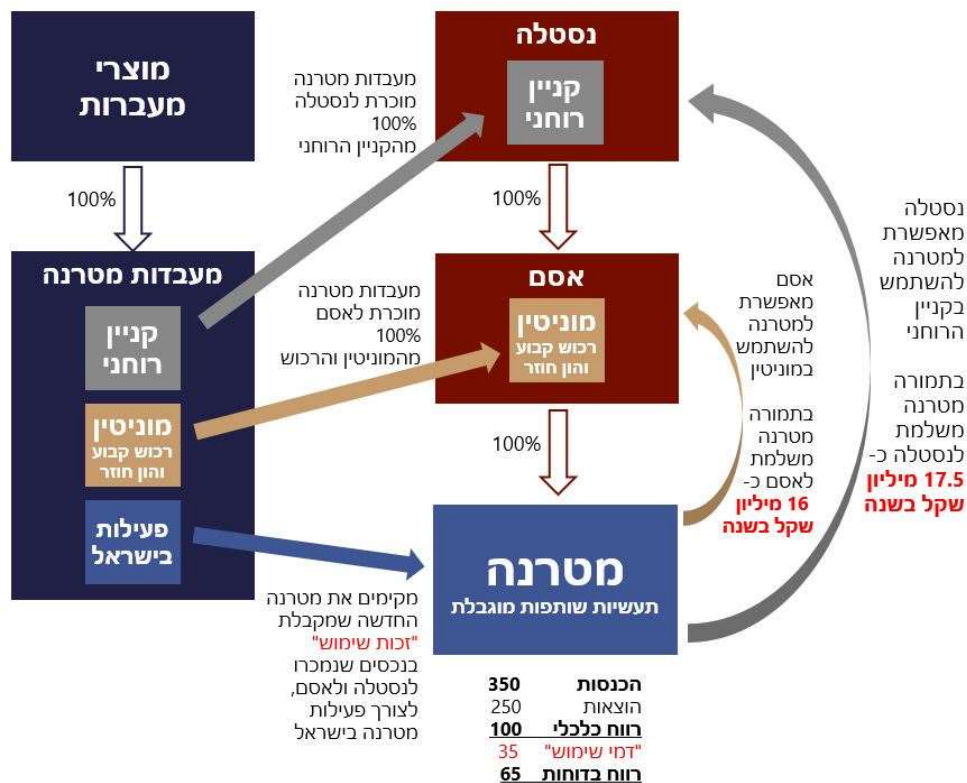 מוצרי
מעברות
100%
מעבדות מטרנה
קניין
רוחני
מוניטין
רכוש קבוע
והון חוזר
פעילות
בישראל
מעבדות מטרנה
מוכרת לנסטלה
100%
מהקניין הרוחני
מעבדות מטרנה
מוכרת לאסם
100%
מהמוניטין והרכוש
מקימים את מטרנה
החדשה שמקבלת
"זכות שימוש"
בנכסים שנמכרו
לנסטלה ולאסם,
לצורך פעילות
מטרנה בישראל
נסטלה
קניין
רוחני
100%
אסם
מוניטין
רכוש קבוע
והון חוזר
100%
מטרנה
תעשיות שותפות מוגבלת
הכנסות 350
הוצאות 250
רווח כלכלי 100
"דמי שימוש" 35
רווח בדוחות 65
אסם
מאפשרת
למטרנה
להשתמש
במוניטין
בתמורה
מטרנה
משלמת
לאסם כ-
16 מיליון
שקל בשנה
נסטלה
מאפשרת
למטרנה
להשתמש
בקניין
הרוחני
בתמורה
מטרנה
משלמת
לנסטלה כ-
17.5 מיליון
שקל בשנה